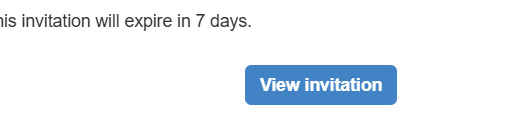 his invitation will expire in 7 days.
View invitation